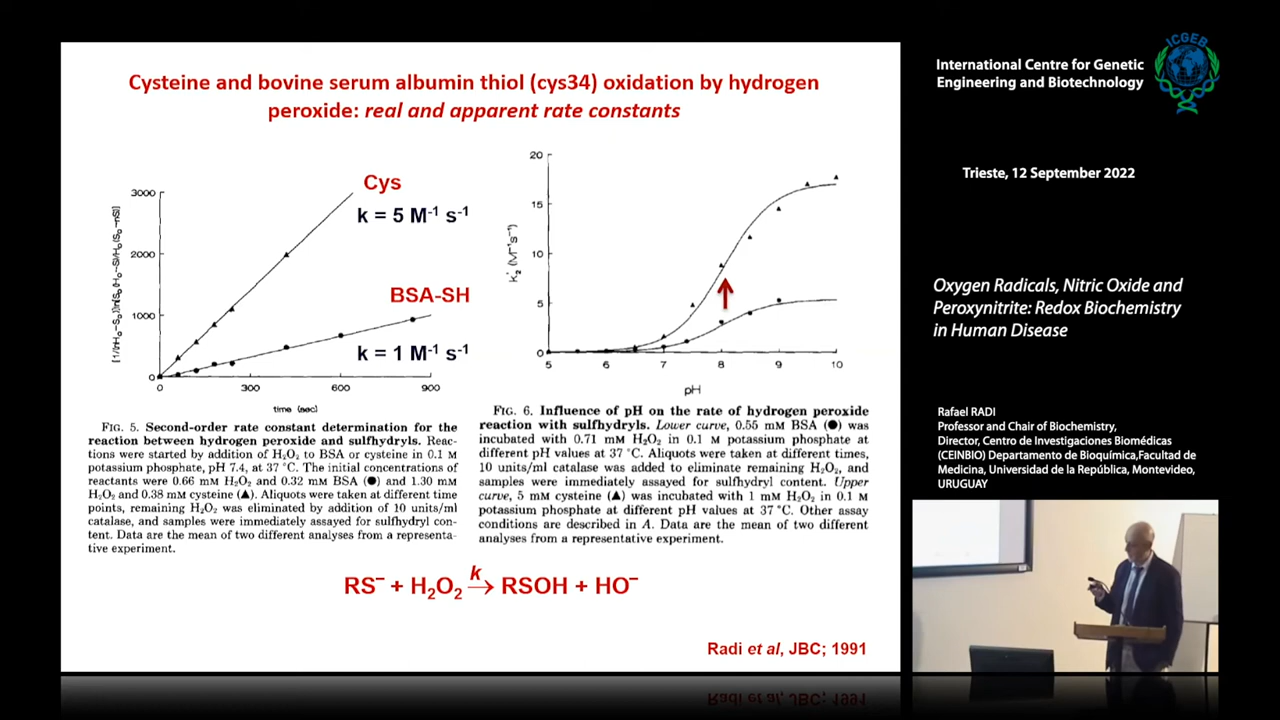 Cysteine and bovine serum albumin thiol (cys34) oxidation by hydrogen
peroxide: real and apparent rate constants
3000
2000
1000
0
0
300
600
900
time (sec)
Cys
k = 5 M⁻¹ s⁻¹
BSA-SH
k = 1 M⁻¹ s⁻¹
FIG. 5. Second-order rate constant determination for the
reaction between hydrogen peroxide and sulfhydryls. Reac-
tions were started by addition of H₂O₂ to BSA or cysteine in 0.1 M
potassium phosphate, pH 7.4, at 37 °C. The initial concentrations of
reactants were 0.66 mM H₂O₂ and 0.32 mM BSA (●) and 1.30 mM
H₂O₂ and 0.38 mM cysteine (▲). Aliquots were taken at different time
points, remaining H₂O₂ was eliminated by addition of 10 units/ml
catalase, and samples were immediately assayed for sulfhydryl con-
tent. Data are the mean of two different analyses from a representa-
tive experiment.
20
15
10
5
0
k'₂ (M⁻¹s⁻¹)
5
6
7
8
9
10
pH
FIG. 6. Influence of pH on the rate of hydrogen peroxide
reaction with sulfhydryls. Lower curve, 0.55 mM BSA (●) was
incubated with 0.71 mM H₂O₂ in 0.1 M potassium phosphate at
different pH values at 37 °C. Aliquots were taken at different times,
10 units/ml catalase was added to eliminate remaining H₂O₂, and
samples were immediately assayed for sulfhydryl content. Upper
curve, 5 mM cysteine (▲) was incubated with 1 mM H₂O₂ in 0.1 M
potassium phosphate at different pH values at 37 °C. Other assay
conditions are described in A. Data are the mean of two different
analyses from a representative experiment.
RS⁻ + H₂O₂ →k RSOH + HO⁻
Radi et al, JBC; 1991
International Centre for Genetic
Engineering and Biotechnology
ICGEB
Trieste, 12 September 2022
Oxygen Radicals, Nitric Oxide and
Peroxynitrite: Redox Biochemistry
in Human Disease
Rafael RADI
Professor and Chair of Biochemistry,
Director, Centro de Investigaciones Biomédicas
(CEINBIO) Departamento de Bioquímica,Facultad de
Medicina, Universidad de la República, Montevideo,
URUGUAY